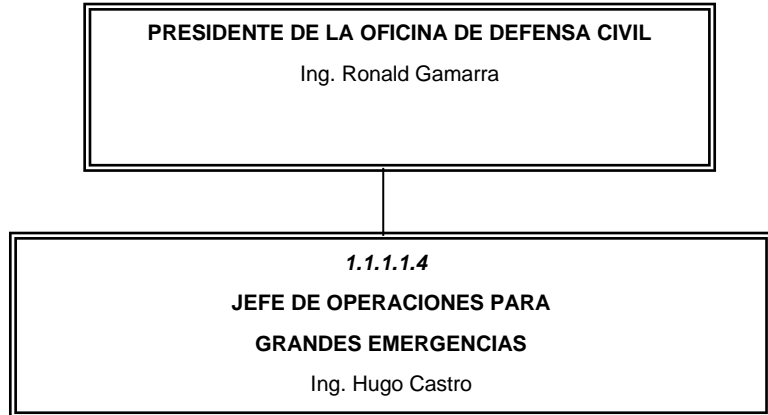 PRESIDENTE DE LA OFICINA DE DEFENSA CIVIL
Ing. Ronald Gamarra
1.1.1.1.4
JEFE DE OPERACIONES PARA
GRANDES EMERGENCIAS
Ing. Hugo Castro